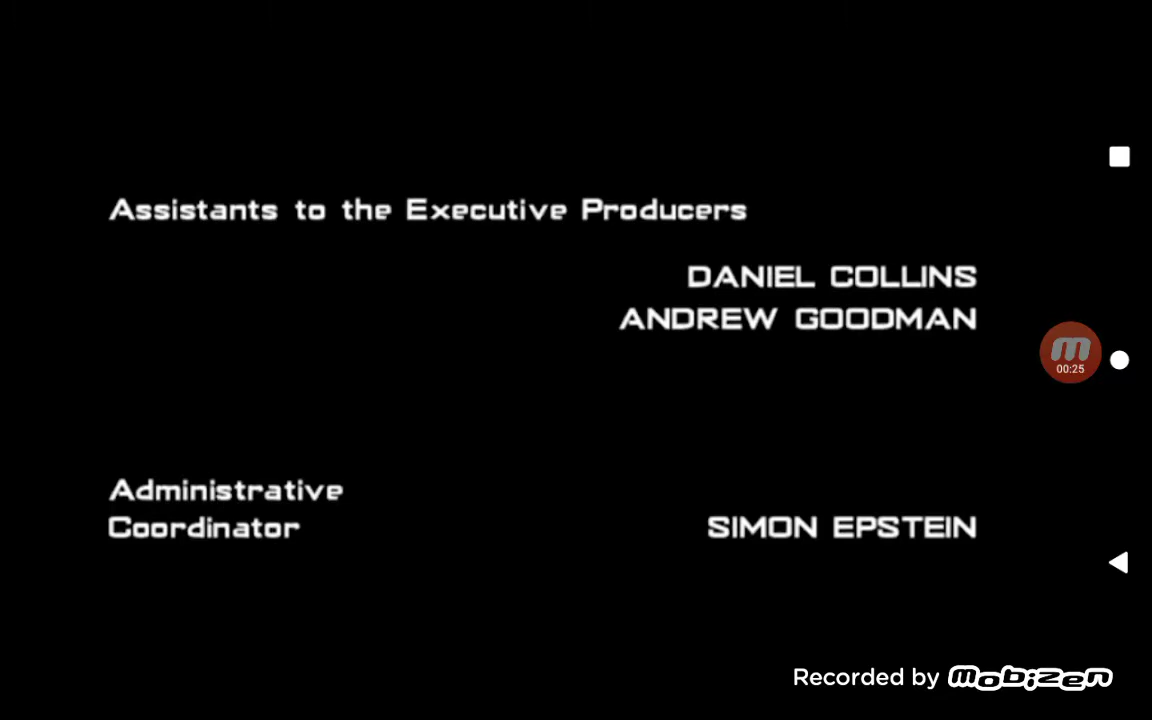 Assistants to the Executive Producers
DANIEL COLLINS
ANDREW GOODMAN
m
00:25
Administrative
Coordinator SIMON EPSTEIN
Recorded by mobizen